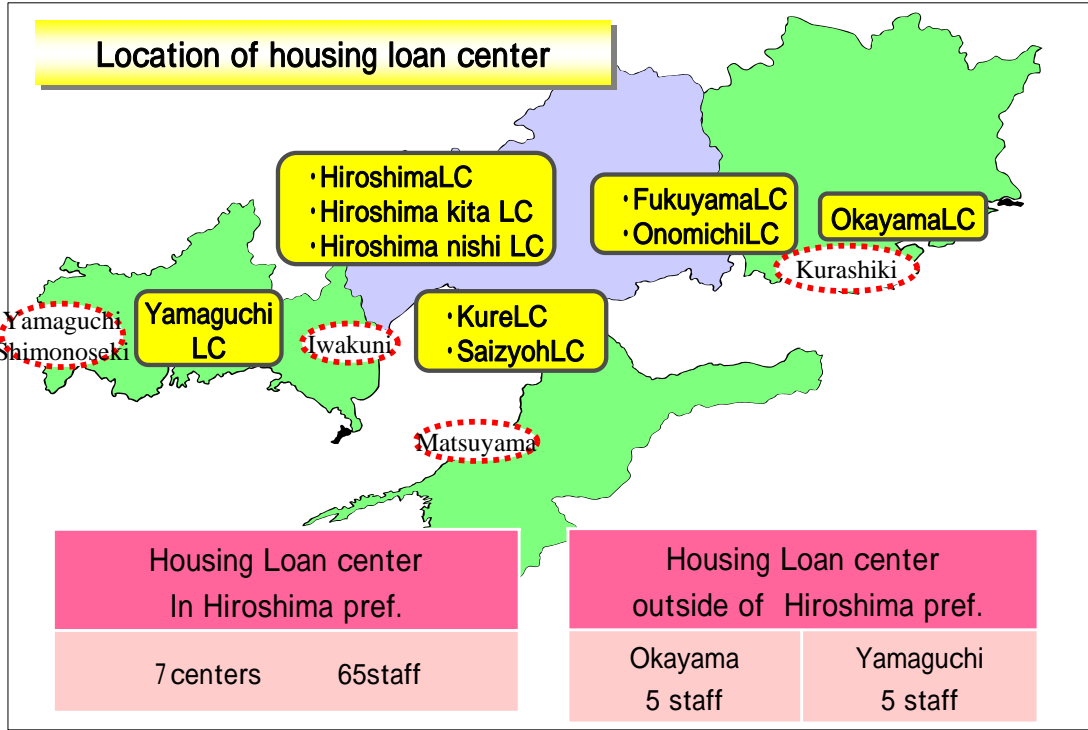 Location of housing loan center
・HiroshimaLC
・Hiroshima kita LC
・Hiroshima nishi LC
・FukuyamaLC
・OnomichiLC
OkayamaLC
Kurashiki
Yamaguchi
Shimonoseki
Yamaguchi
LC
Iwakuni
・KureLC
・SaizyohLC
Matsuyama
Housing Loan center
In Hiroshima pref.
7 centers 65staff
Housing Loan center
outside of Hiroshima pref.
Okayama
5 staff
Yamaguchi
5 staff